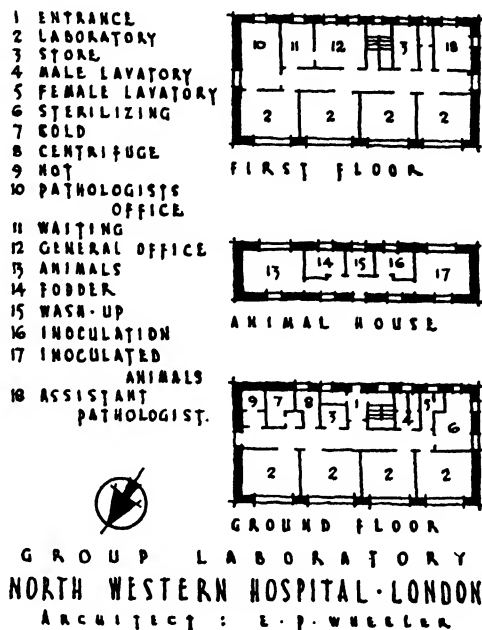 1 ENTRANCE
2 LABORATORY
3 STORE
4 MALE LAVATORY
5 FEMALE LAVATORY
6 STERILIZING
7 COLD
8 CENTRIFUGE
9 HOT
10 PATHOLOGISTS
OFFICE
11 WAITING
12 GENERAL OFFICE
13 ANIMALS
14 FODDER
15 WASH-UP
16 INOCULATION
17 INOCULATED
ANIMALS
18 ASSISTANT
PATHOLOGIST.
10 11 12 3 18
2 2 2 2
FIRST FLOOR
13 14 15 16 17
ANIMAL HOUSE
9 7 8 3 1 4 5 6
2 2 2 2
GROUND FLOOR
GROUP LABORATORY
NORTH WESTERN HOSPITAL · LONDON
ARCHITECT : E · P · WHEELER